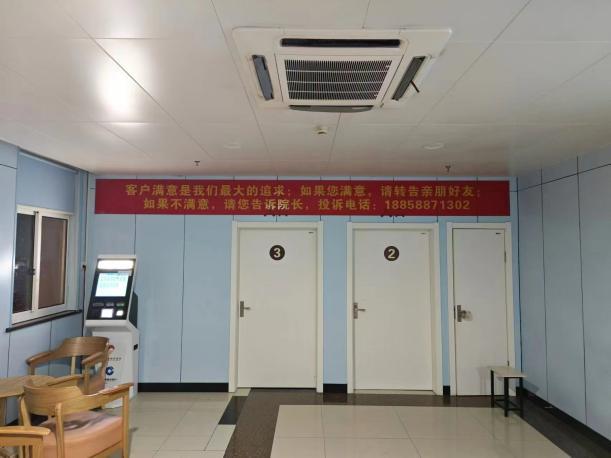 客户满意是我们最大的追求；如果您满意，请转告亲朋好友；
如果不满意，请您告诉院长，投诉电话：18858871302
3
2